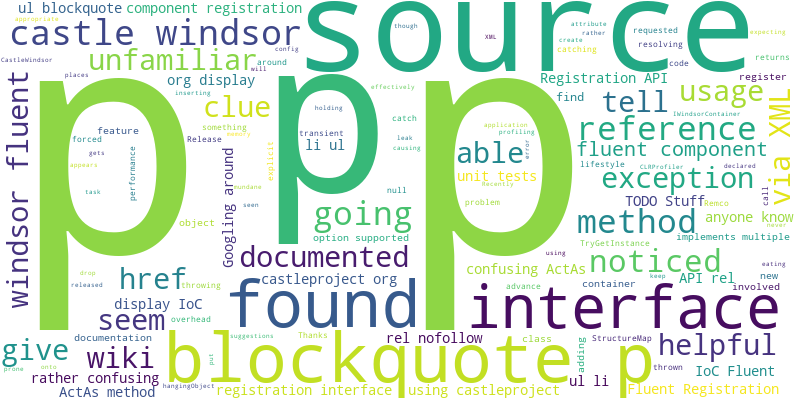 ul blockquote component registration
castle windsor
source
though
attribute
rather
requested
appropriate
expecting
XML
create
resolving
CastleWindsor
config
around
catching
code
returns
unfamiliar
will
Registration API
register
places
org display
find
usage
inserting
clue
holding
effectively
tell
p p p
something
transient
catch
application
profiling
reference
IWindsorContainer
feature
forced
Release
li ul
leak
able
error
fluent component
via XML
gets
memory
causing
unit tests
lifestyle
CLRProfiler
declared
appears
performance
explicit
null
Recently
exception
call
task
mundane
object
seen
going
problem
TODO Stuff
Remco
windsor fluent
Googling around
option supported
method
anyone know
never
drop
documented
using
TryGetInstance
implements multiple
released
throwing
castleproject org
confusing ActAs
noticed
API rel
eating
href
found
advance
container
new
keep
involved
display IoC
interface
seem
documentation
overhead
rel nofollow
helpful
give
wiki
suggestions
Thanks
class
StructureMap
prone
onto
put
blockquote p
adding
thrown
IoC Fluent
rather confusing
ul li
ActAs method
hangingObject
registration interface
using castleproject
Fluent Registration